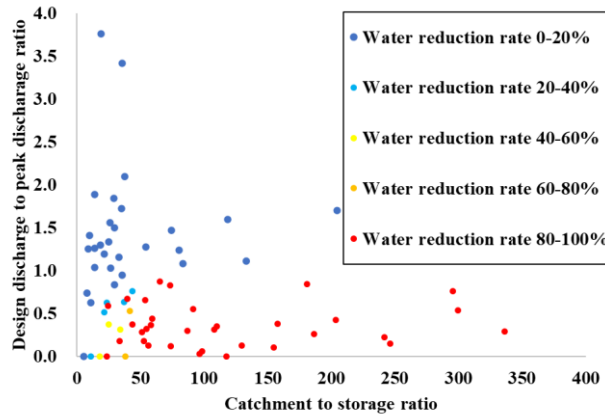 Design discharge to peak discharage ratio
4.0
3.5
3.0
2.5
2.0
1.5
1.0
0.5
0.0
Water reduction rate 0-20%
Water reduction rate 20-40%
Water reduction rate 40-60%
Water reduction rate 60-80%
Water reduction rate 80-100%
0 50 100 150 200 250 300 350 400
Catchment to storage ratio